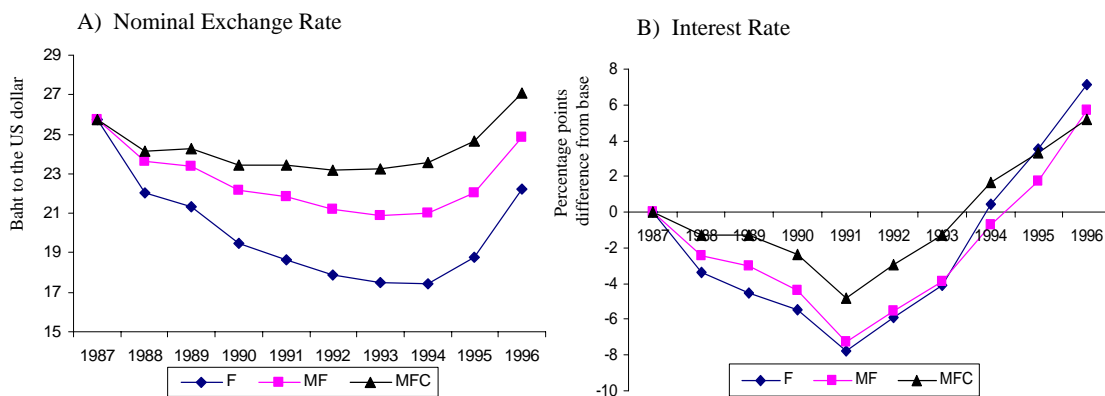 A) Nominal Exchange Rate
Baht to the US dollar
29
27
25
23
21
19
17
15
1987 1988 1989 1990 1991 1992 1993 1994 1995 1996
F MF MFC
B) Interest Rate
Percentage points
difference from base
8
6
4
2
0
-2
-4
-6
-8
-10
1987 1988 1989 1990 1991 1992 1993 1994 1995 1996
F MF MFC